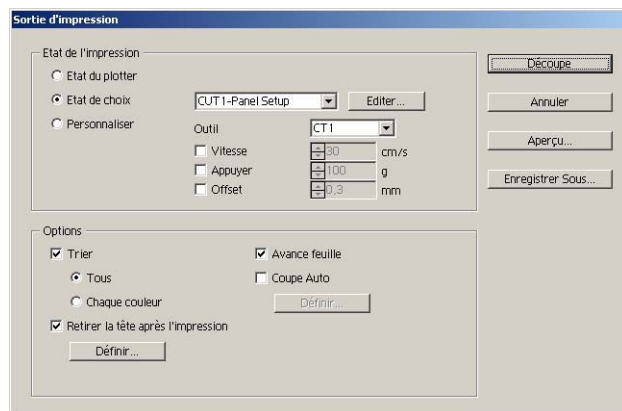 Sortie d'impression
Etat de l'impression
Etat du plotter
Etat de choix CUT1-Panel Setup Editer...
Personnaliser Outil CT1
Vitesse 30 cm/s
Appuyer 100 g
Offset 0,3 mm
Découpe
Annuler
Aperçu...
Enregistrer Sous...
Options
Trier Avance feuille
Tous Coupe Auto
Chaque couleur Définir...
Retirer la tête après l'impression
Définir...